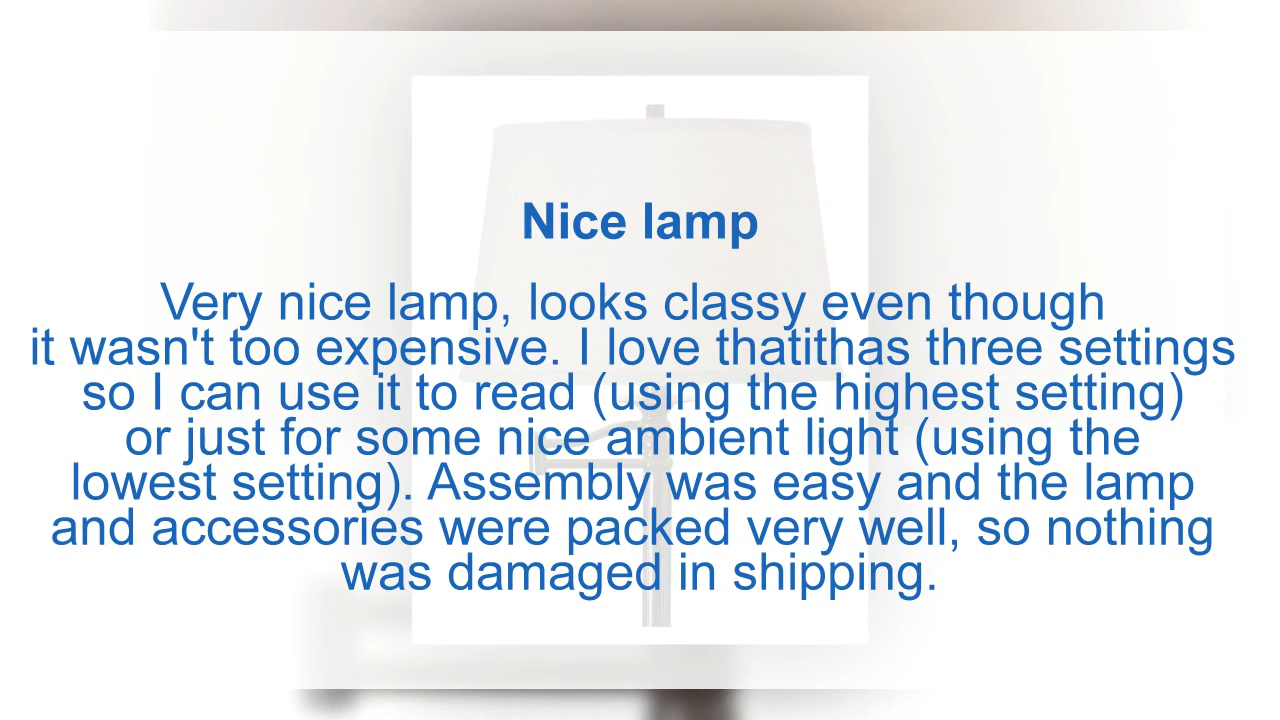 Nice lamp
Very nice lamp, looks classy even though
it wasn't too expensive. I love thatithas three settings
so I can use it to read (using the highest setting)
or just for some nice ambient light (using the
lowest setting). Assembly was easy and the lamp
and accessories were packed very well, so nothing
was damaged in shipping.